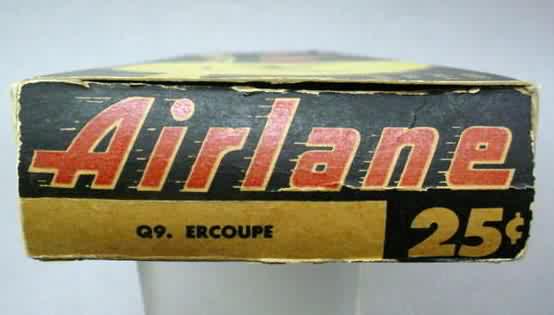 Airlane
Q9. ERCOUPE
25¢